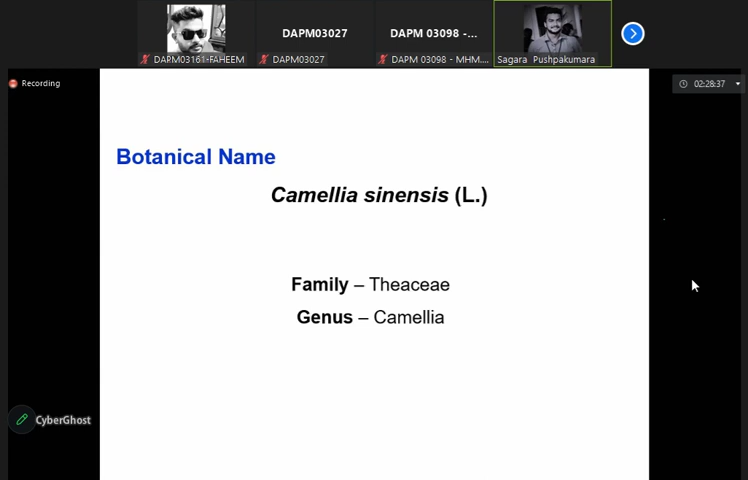 DAPM03161-FAHEEM
DAPM03027
DAPM03027
DAPM 03098 -...
DAPM 03098 - MHM....
Sagara Pushpakumara
Recording
02:28:37
Botanical Name
Camellia sinensis (L.)
Family – Theaceae
Genus – Camellia
CyberGhost